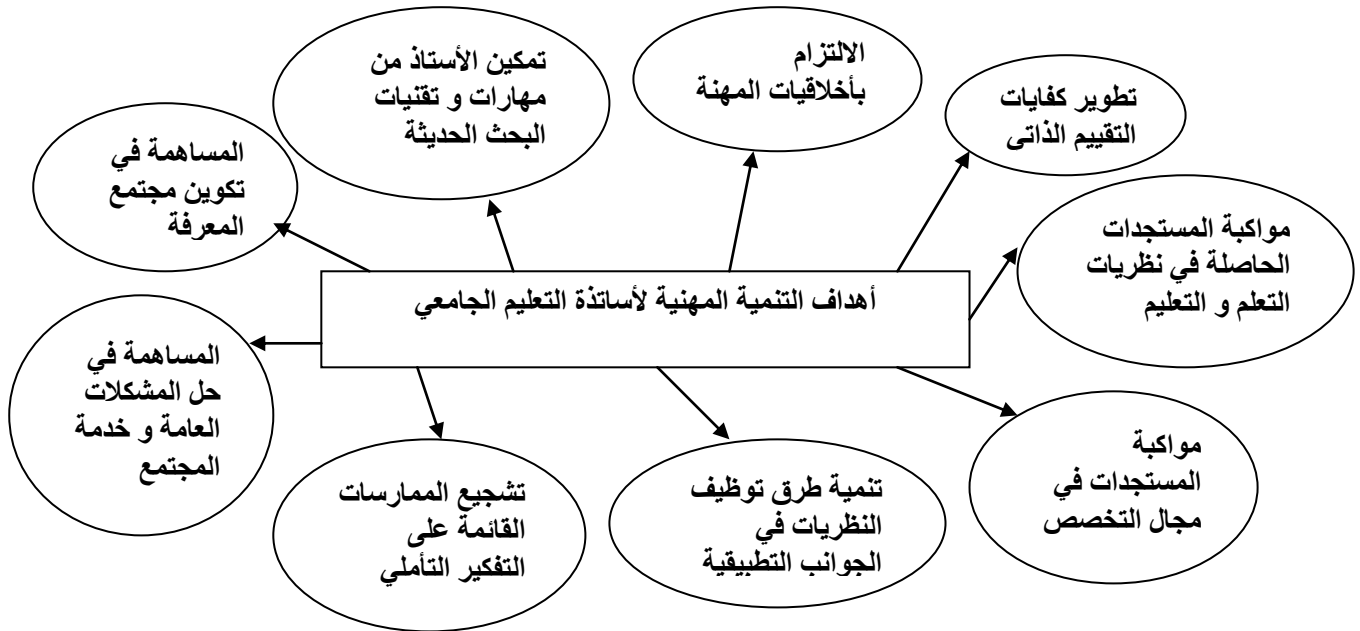 الالتزام
بأخلاقيات المهنة
تطوير كفايات
التقييم الذاتى
تمكين الأستاذ من
مهارات و تقنيات
البحث الحديثة
المساهمة في
تكوين مجتمع
المعرفة
مواكبة المستجدات
الحاصلة في نظريات
التعلم و التعليم
أهداف التنمية المهنية لأساتذة التعليم الجامعي
المساهمة في
حل المشكلات
العامة و خدمة
المجتمع
مواكبة
المستجدات في
مجال التخصص
تنمية طرق توظيف
النظريات في
الجوانب التطبيقية
تشجيع الممارسات
القائمة على
التفكير التأملي